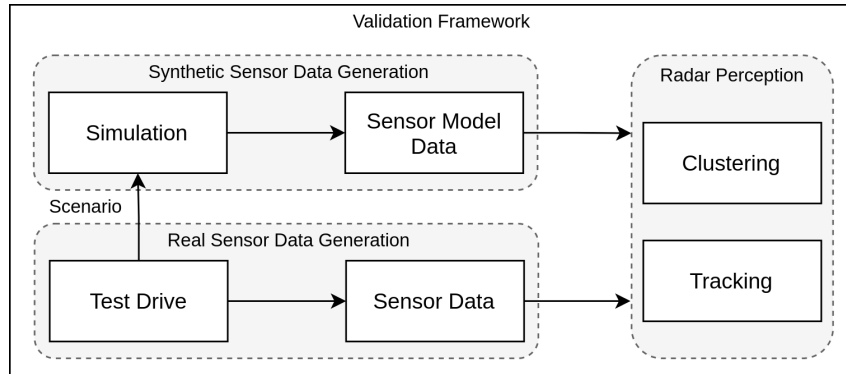 Validation Framework
Synthetic Sensor Data Generation
Simulation
Sensor Model
Data
Scenario
Real Sensor Data Generation
Test Drive
Sensor Data
Radar Perception
Clustering
Tracking